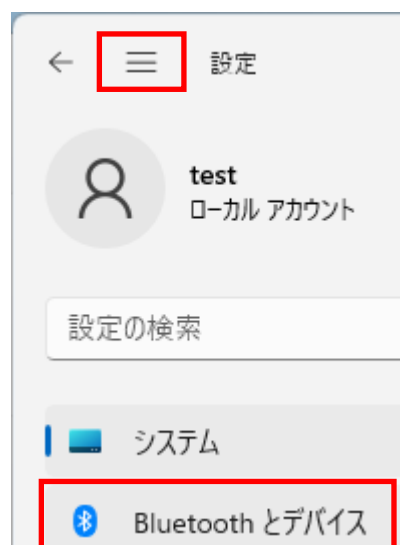 設定
test
ローカル アカウント
設定の検索
システム
Bluetooth とデバイス